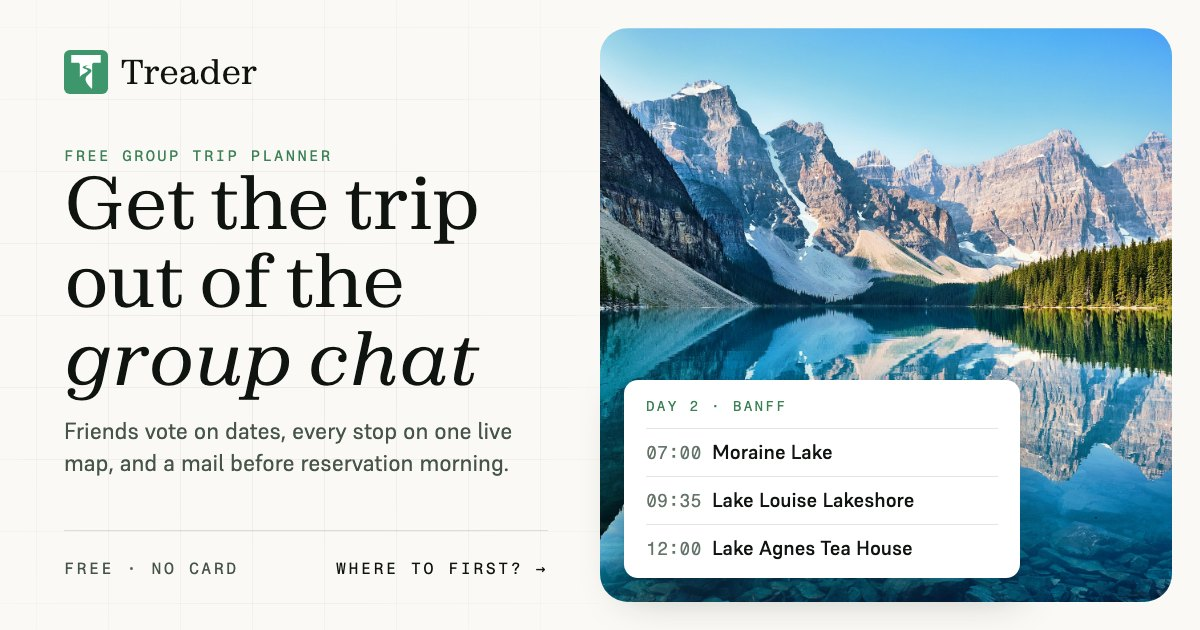 Treader
FREE GROUP TRIP PLANNER
Get the trip
out of the
group chat
Friends vote on dates, every stop on one live
map, and a mail before reservation morning.
FREE · NO CARD
WHERE TO FIRST? →
DAY 2 · BANFF
07:00 Moraine Lake
09:35 Lake Louise Lakeshore
12:00 Lake Agnes Tea House